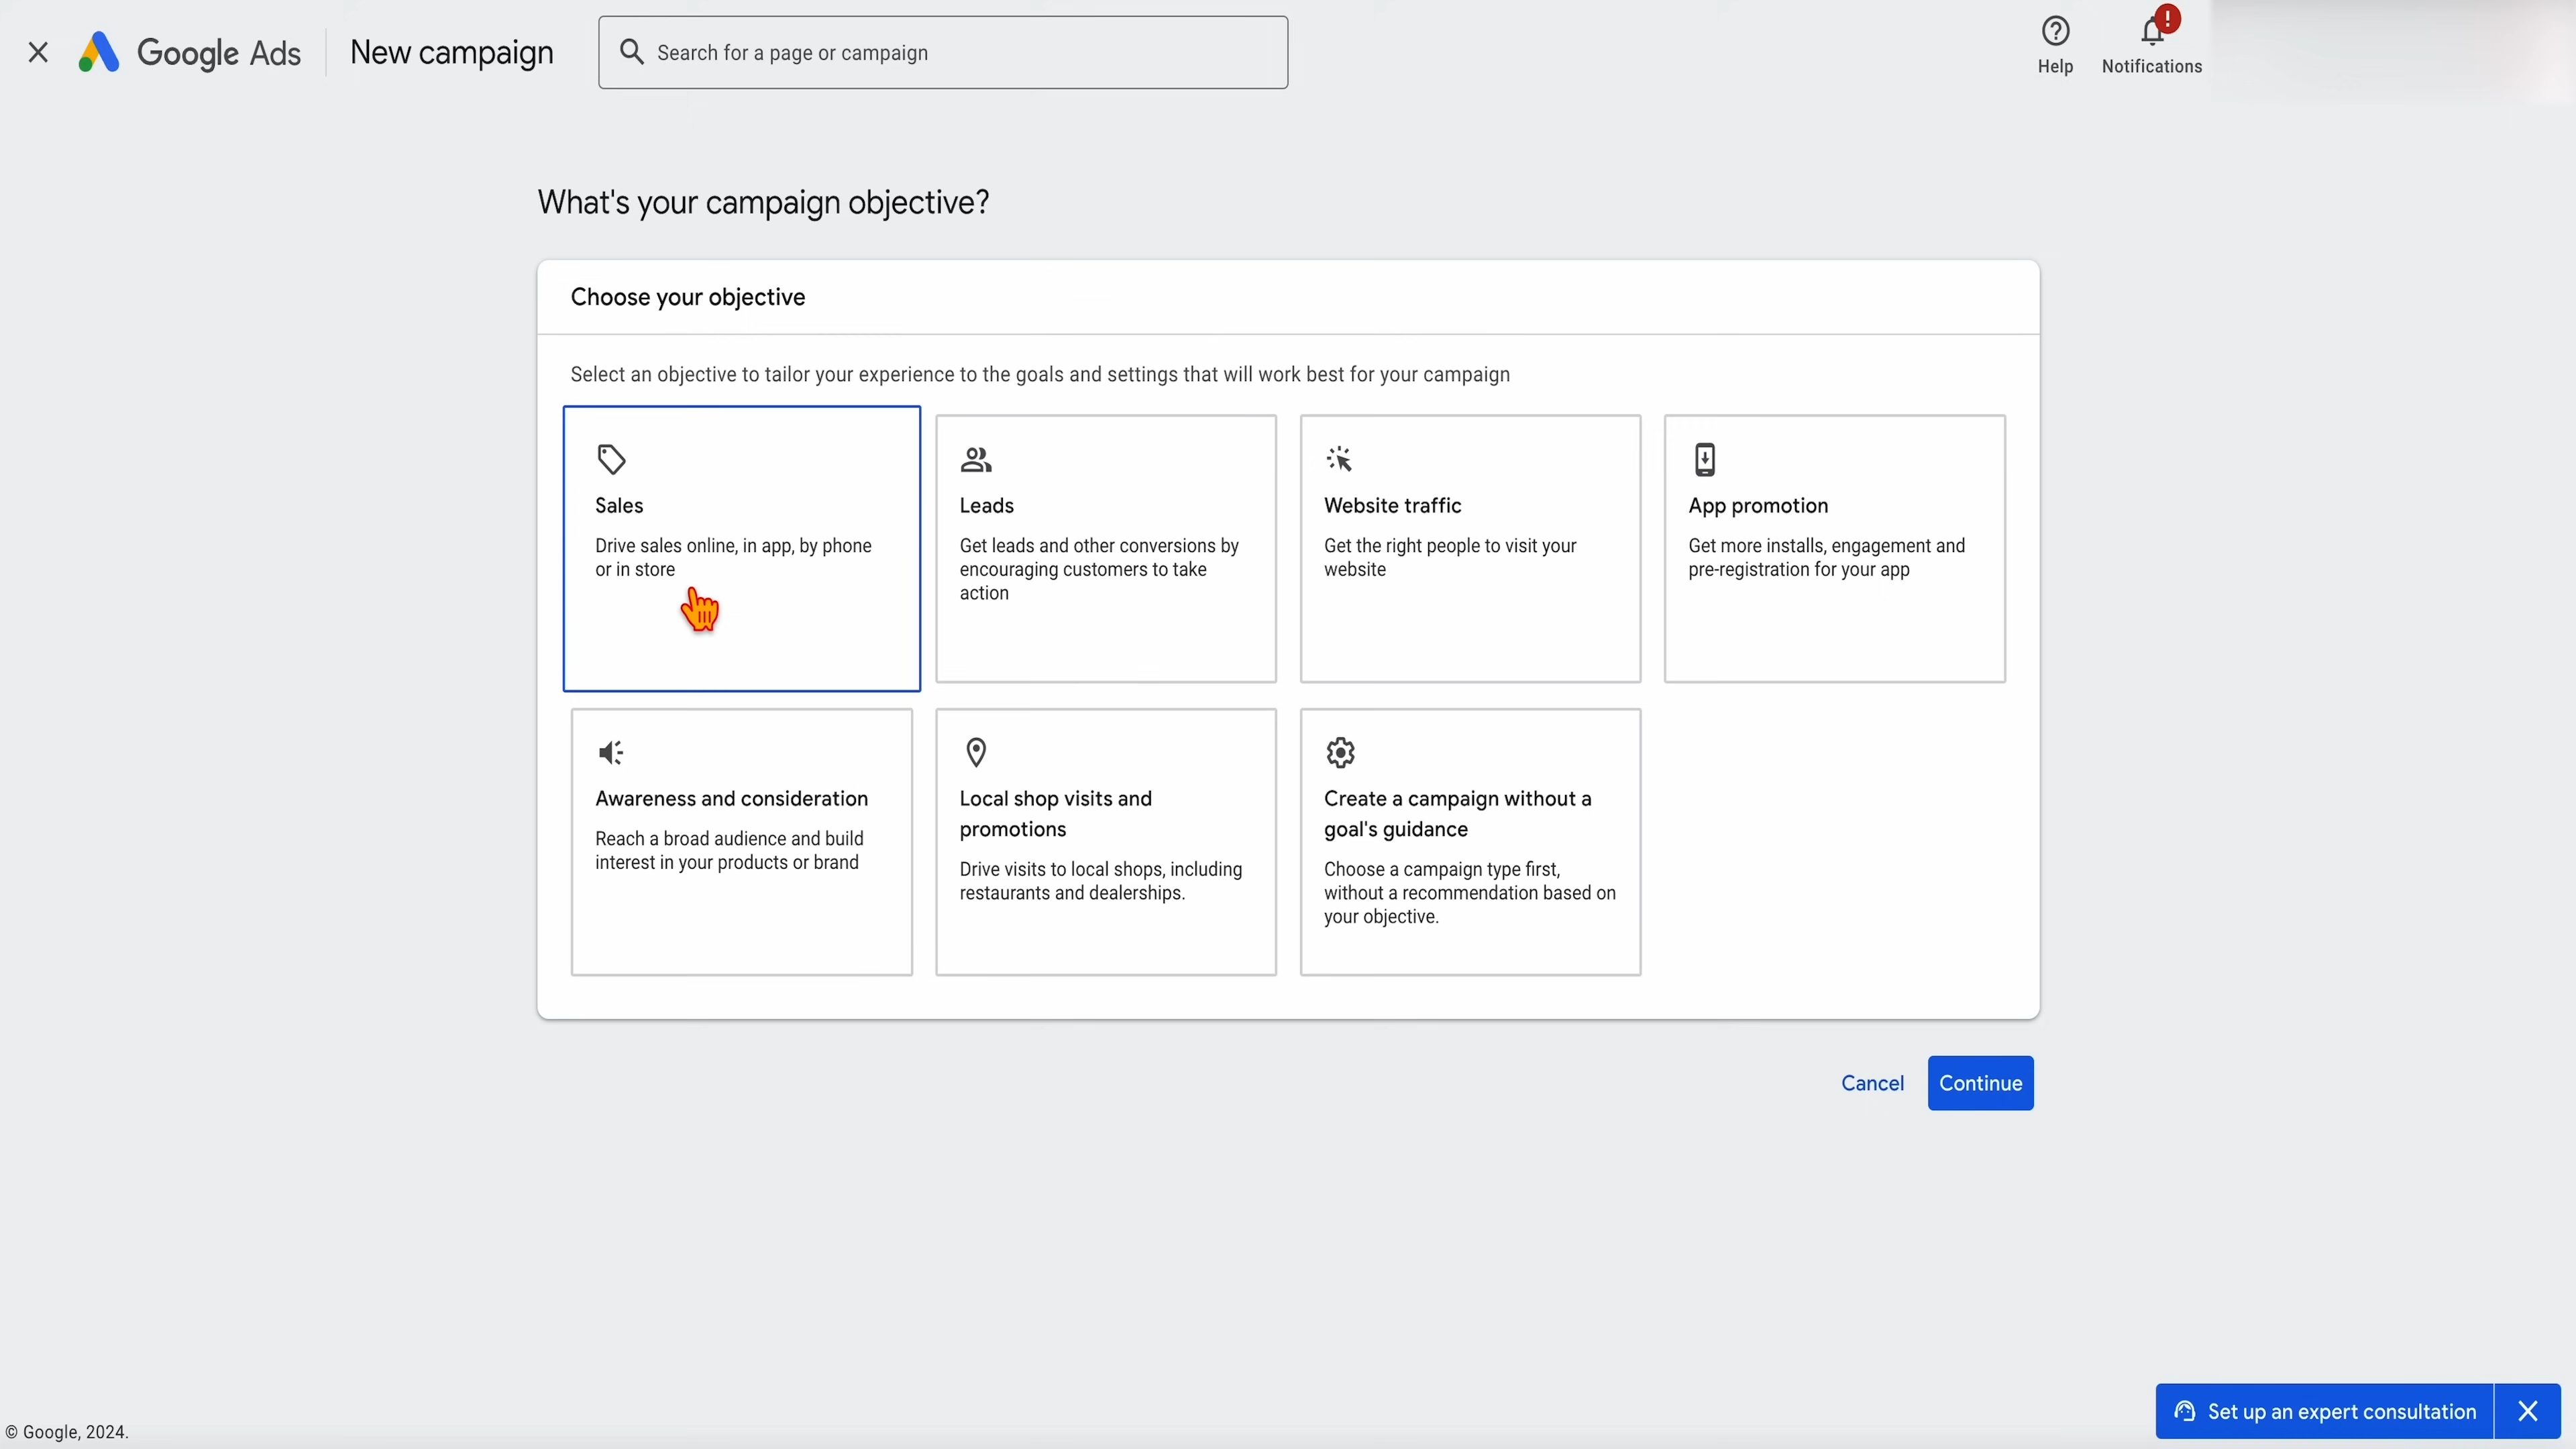 Google Ads
New campaign
Search for a page or campaign
Help
Notifications
What's your campaign objective?
Choose your objective
Select an objective to tailor your experience to the goals and settings that will work best for your campaign
Sales
Drive sales online, in app, by phone
or in store
Leads
Get leads and other conversions by
encouraging customers to take
action
Website traffic
Get the right people to visit your
website
App promotion
Get more installs, engagement and
pre-registration for your app
Awareness and consideration
Reach a broad audience and build
interest in your products or brand
Local shop visits and
promotions
Drive visits to local shops, including
restaurants and dealerships.
Create a campaign without a
goal's guidance
Choose a campaign type first,
without a recommendation based on
your objective.
Cancel
Continue
Set up an expert consultation
© Google, 2024.